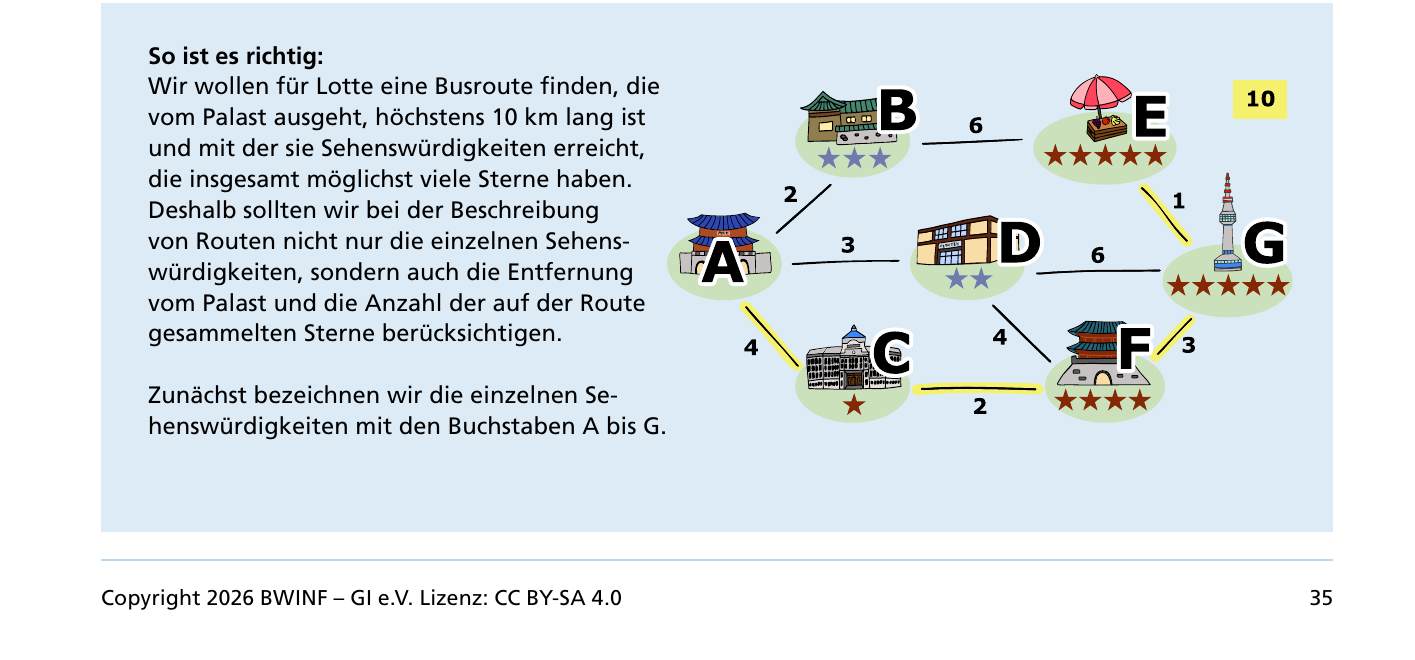 So ist es richtig:
Wir wollen für Lotte eine Busroute finden, die
vom Palast ausgeht, höchstens 10 km lang ist
und mit der sie Sehenswürdigkeiten erreicht,
die insgesamt möglichst viele Sterne haben.
Deshalb sollten wir bei der Beschreibung
von Routen nicht nur die einzelnen Sehens-
würdigkeiten, sondern auch die Entfernung
vom Palast und die Anzahl der auf der Route
gesammelten Sterne berücksichtigen.
Zunächst bezeichnen wir die einzelnen Se-
henswürdigkeiten mit den Buchstaben A bis G.
10
B
6
E
2
1
A
3
D
6
G
4
C
4
F
3
2
Copyright 2026 BWINF – GI e.V. Lizenz: CC BY-SA 4.0
35